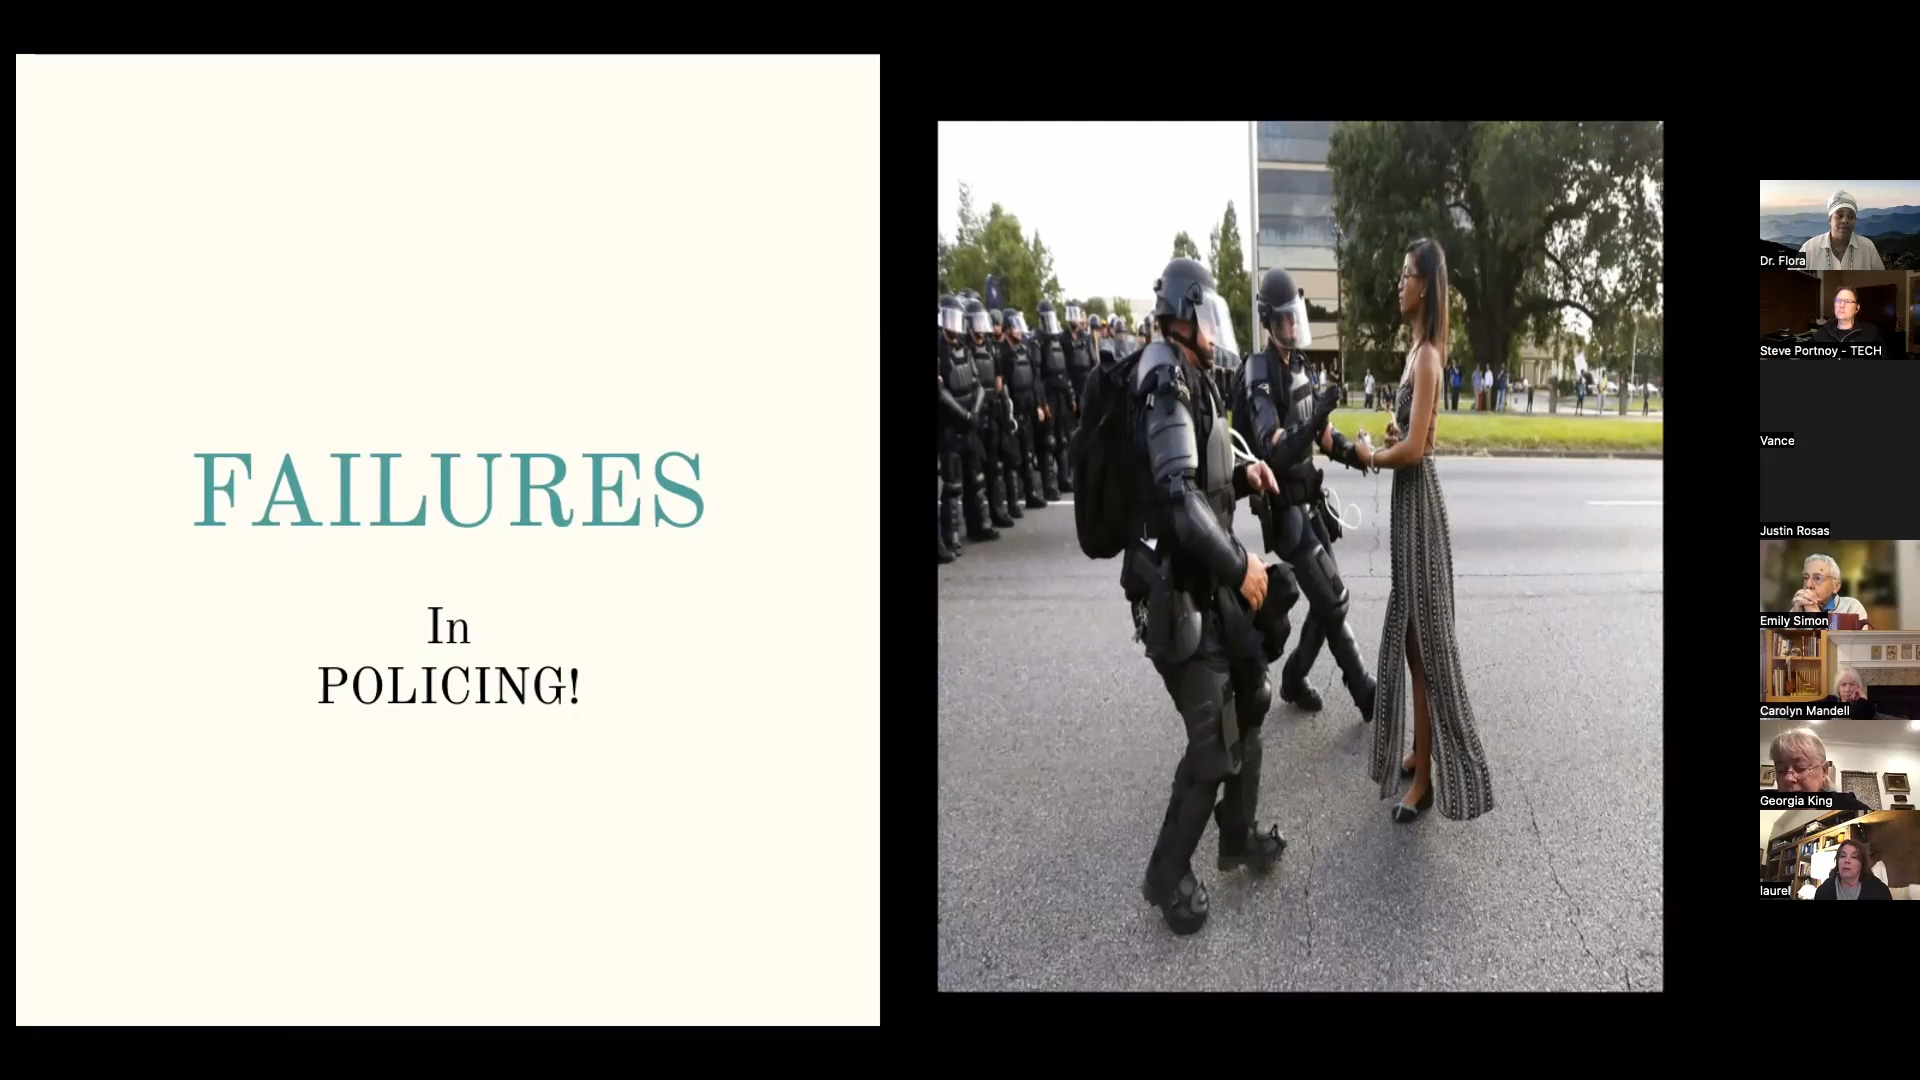 FAILURES
In
POLICING!
Dr. Flora
Steve Portnoy - TECH
Vance
Justin Rosas
Emily Simon
Carolyn Mandell
Georgia King
laurel